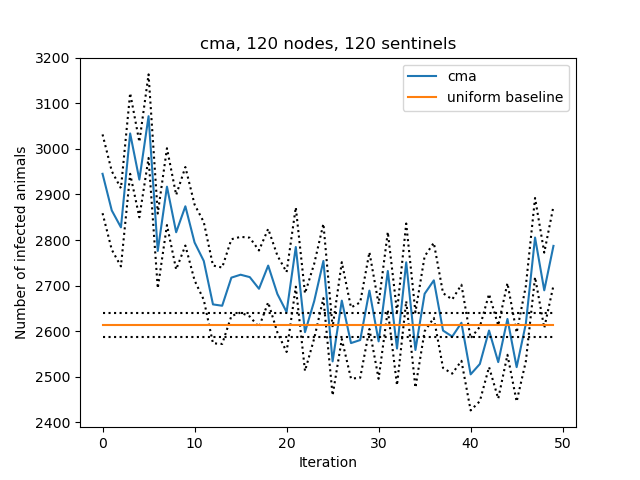 cma, 120 nodes, 120 sentinels
cma
uniform baseline
3200
3100
3000
2900
2800
2700
2600
2500
2400
Number of infected animals
0 10 20 30 40 50
Iteration